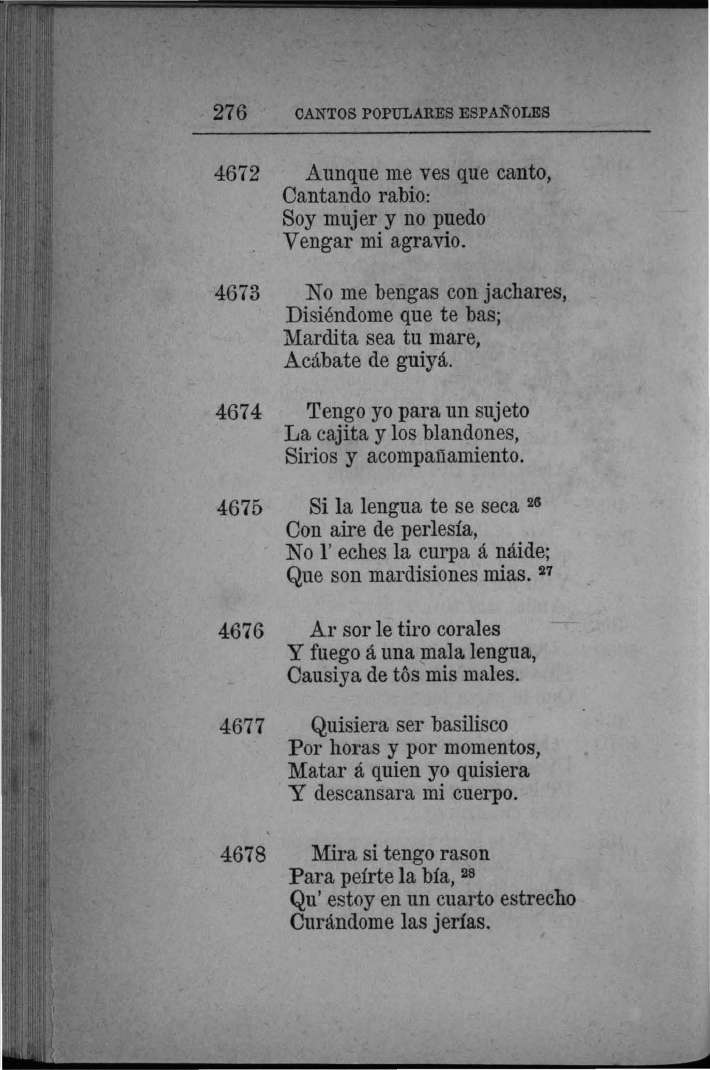 276 CANTOS POPULARES ESPAÑOLES
4672 Aunque me ves que canto,
Cantando rabio:
Soy mujer y no puedo
Vengar mi agravio.
4673 No me bengas con jachares,
Disiéndome que te bas;
Mardita sea tu mare,
Acábate de guiyá.
4674 Tengo yo para un sujeto
La cajita y los blandones,
Sirios y acompañamiento.
4675 Si la lengua te se seca ²⁶
Con aire de perlesía,
No l' eches la curpa á náide;
Que son mardisiones mias. ²⁷
4676 Ar sor le tiro corales
Y fuego á una mala lengua,
Causiya de tôs mis males.
4677 Quisiera ser basilisco
Por horas y por momentos,
Matar á quien yo quisiera
Y descansara mi cuerpo.
4678 Mira si tengo rason
Para peírte la bía, ²⁸
Qu' estoy en un cuarto estrecho
Curándome las jerías.